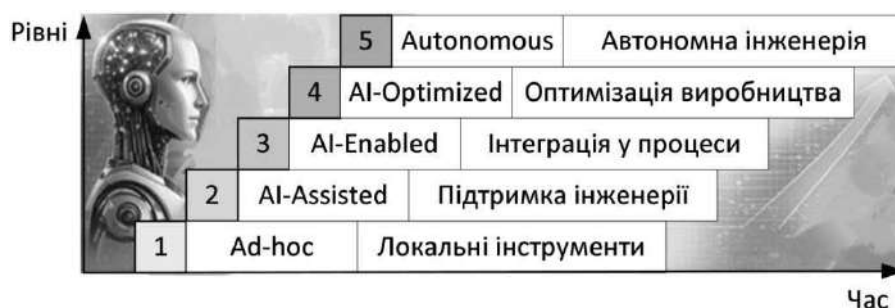 Рівні
5 Autonomous Автономна інженерія
4 AI-Optimized Оптимізація виробництва
3 AI-Enabled Інтеграція у процеси
2 AI-Assisted Підтримка інженерії
1 Ad-hoc Локальні інструменти
Час